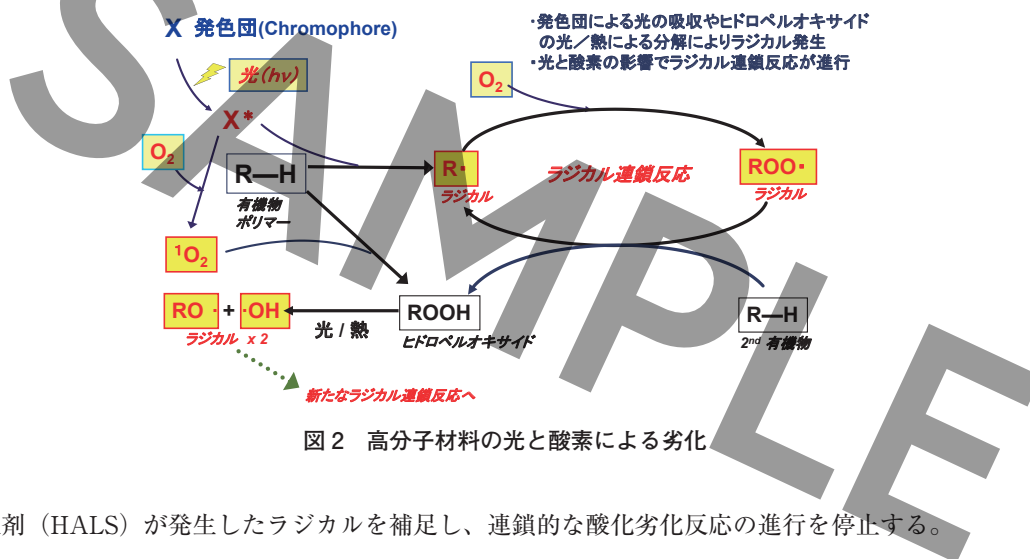 X 発色団(Chromophore)
・発色団による光の吸収やヒドロペルオキサイド
の光／熱による分解によりラジカル発生
・光と酸素の影響でラジカル連鎖反応が進行
光(hν)
O2
X*
O2
R—H
有機物
ポリマー
R・
ラジカル
ラジカル連鎖反応
ROO・
ラジカル
¹O2
RO・ + ・OH
ラジカル x 2
光 / 熱
ROOH
ヒドロペルオキサイド
R—H
2nd 有機物
新たなラジカル連鎖反応へ
図２　高分子材料の光と酸素による劣化
剤（HALS）が発生したラジカルを補足し、連鎖的な酸化劣化反応の進行を停止する。
SAMPLE